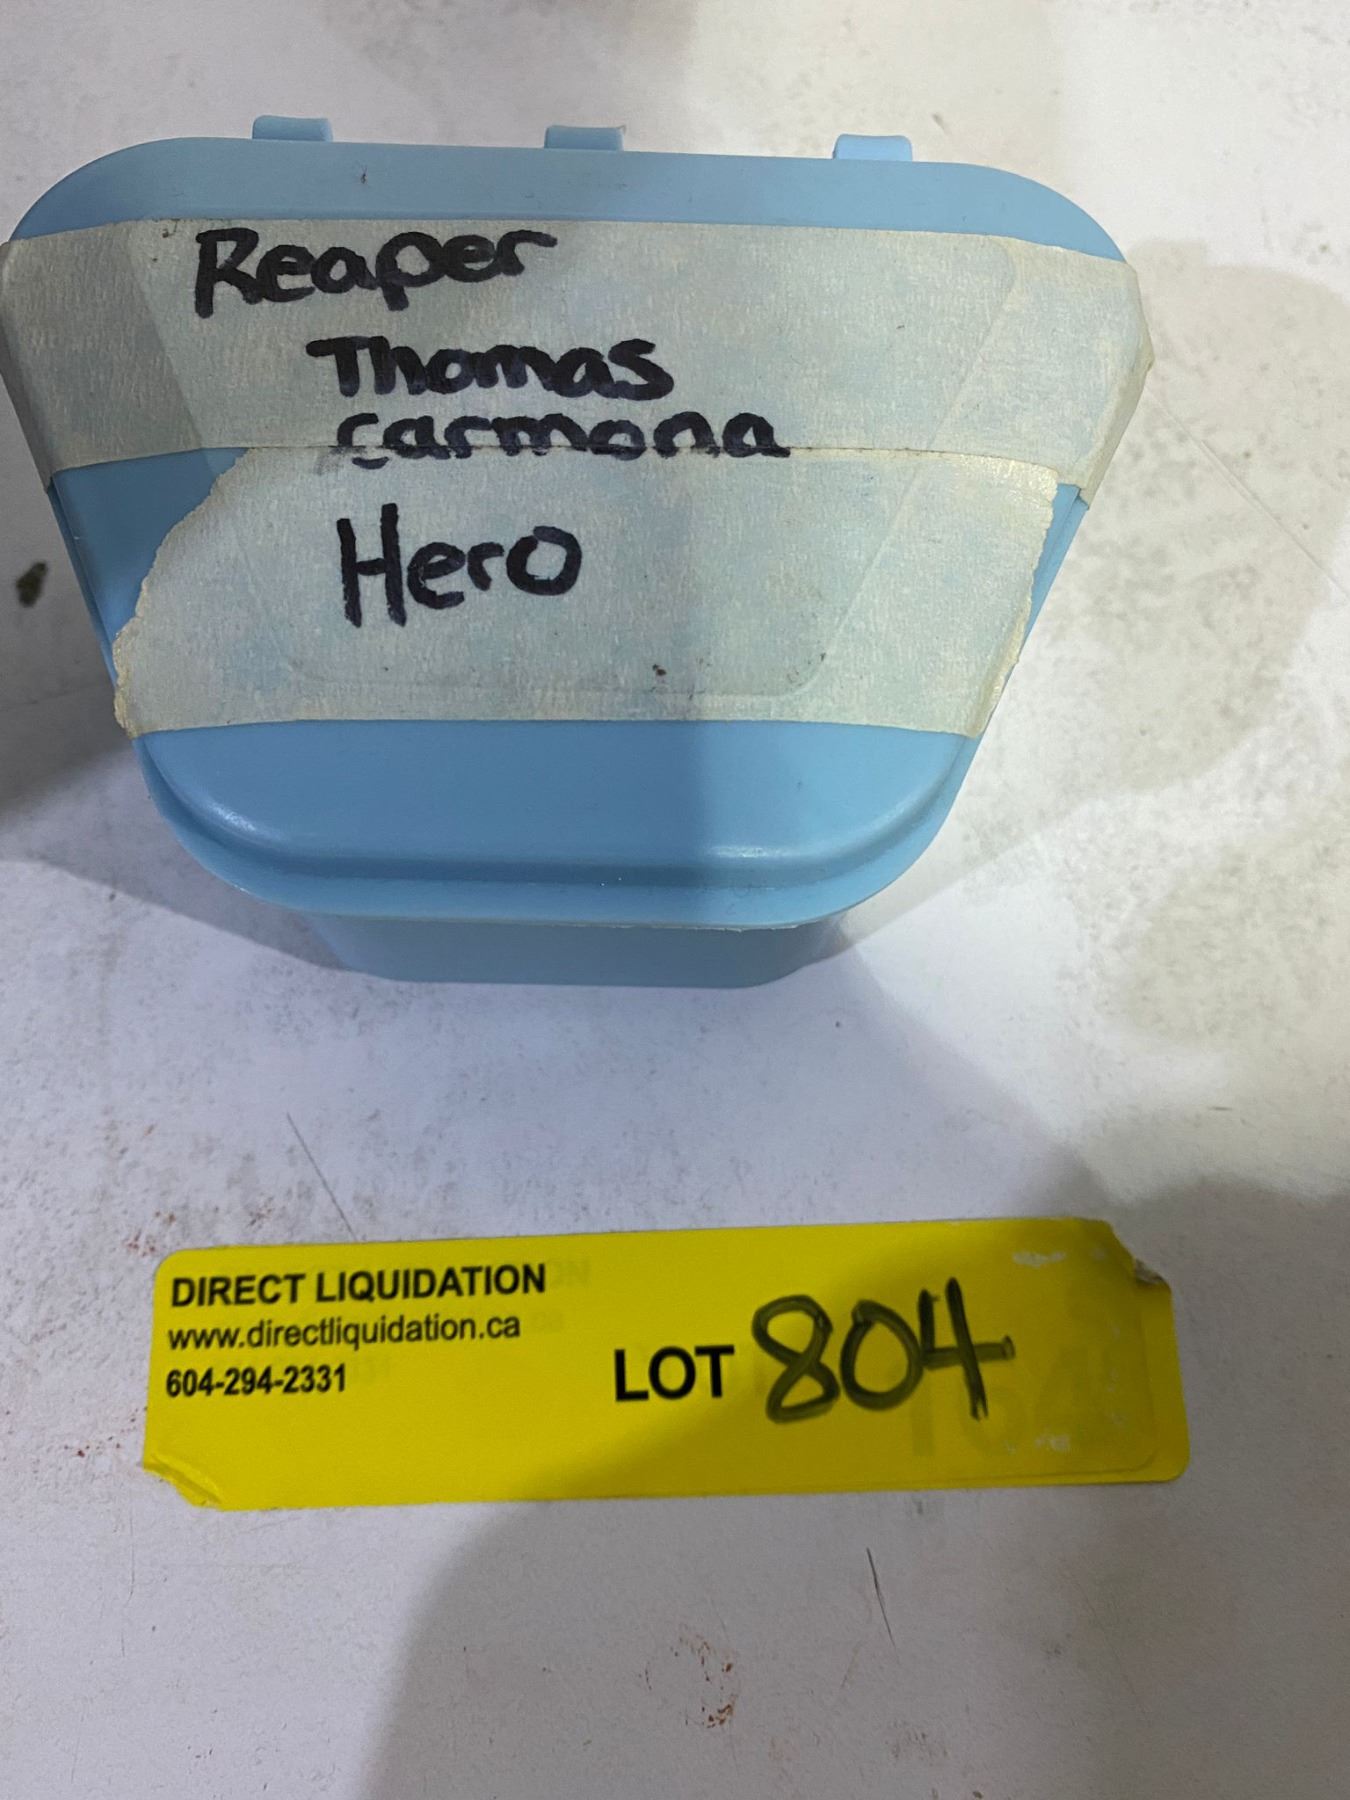 Reaper
Thomas
Carmona
Hero
DIRECT LIQUIDATION
www.directliquidation.ca
604-294-2331
LOT 804